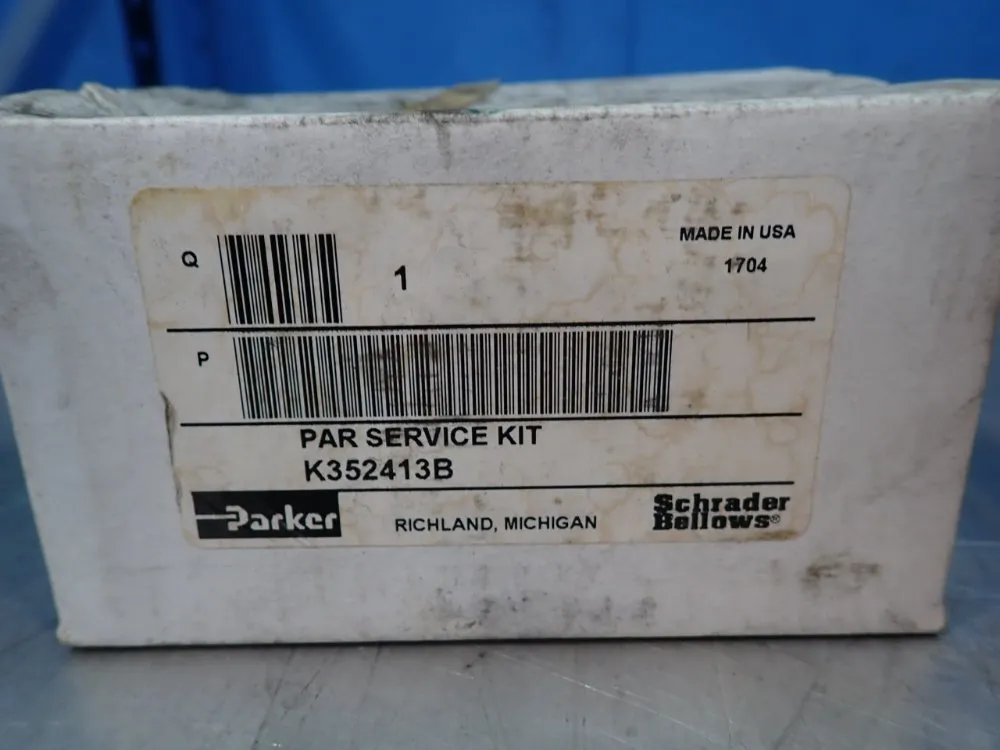 Q
1
MADE IN USA
1704
P
PAR SERVICE KIT
K352413B
Parker
RICHLAND, MICHIGAN
Schrader
Bellows®